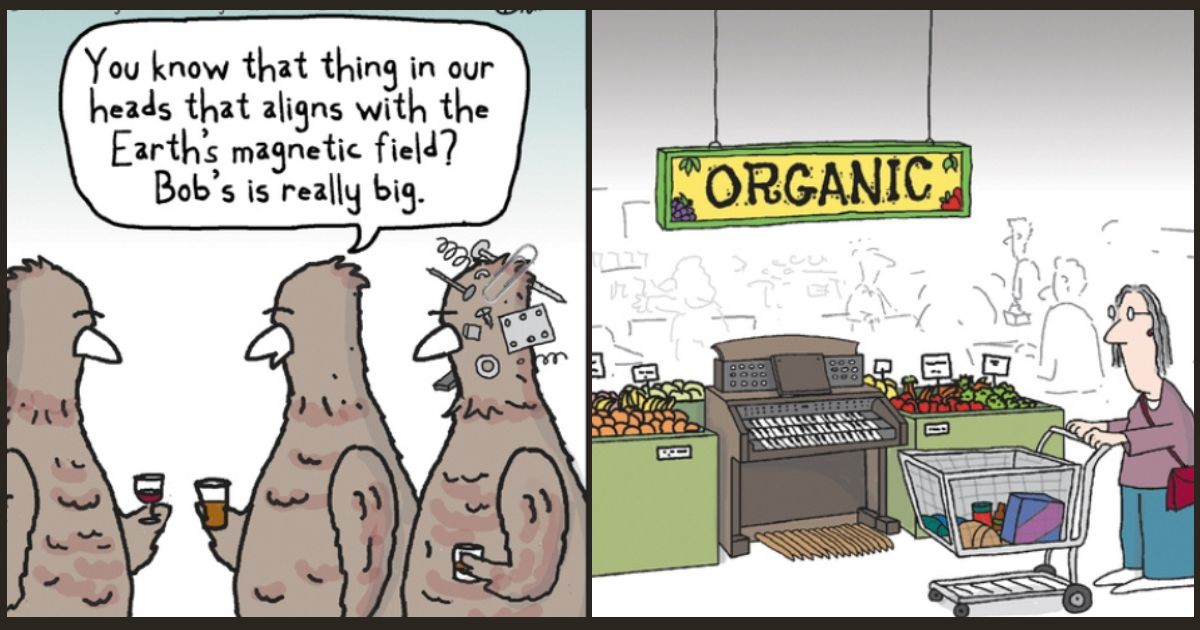 You know that thing in our
heads that aligns with the
Earth's magnetic field?
Bob's is really big.
ORGANIC